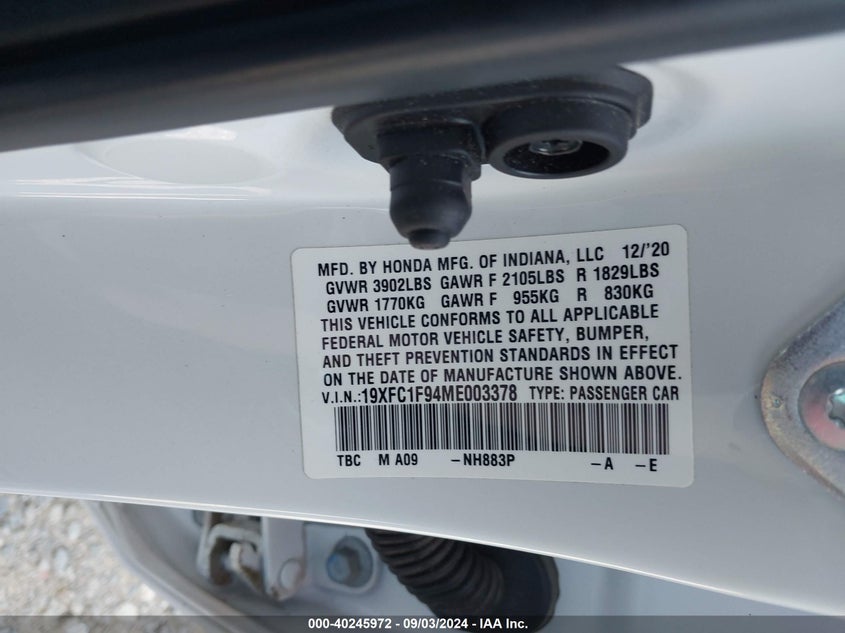 MFD. BY HONDA MFG. OF INDIANA, LLC 12/'20
GVWR 3902LBS GAWR F 2105LBS R 1829LBS
GVWR 1770KG GAWR F 955KG R 830KG
THIS VEHICLE CONFORMS TO ALL APPLICABLE
FEDERAL MOTOR VEHICLE SAFETY, BUMPER,
AND THEFT PREVENTION STANDARDS IN EFFECT
ON THE DATE OF MANUFACTURE SHOWN ABOVE.
V.I.N.:19XFC1F94ME003378 TYPE: PASSENGER CAR
TBC M A09 -NH883P -A -E
000-40245972 - 09/03/2024 - IAA Inc.